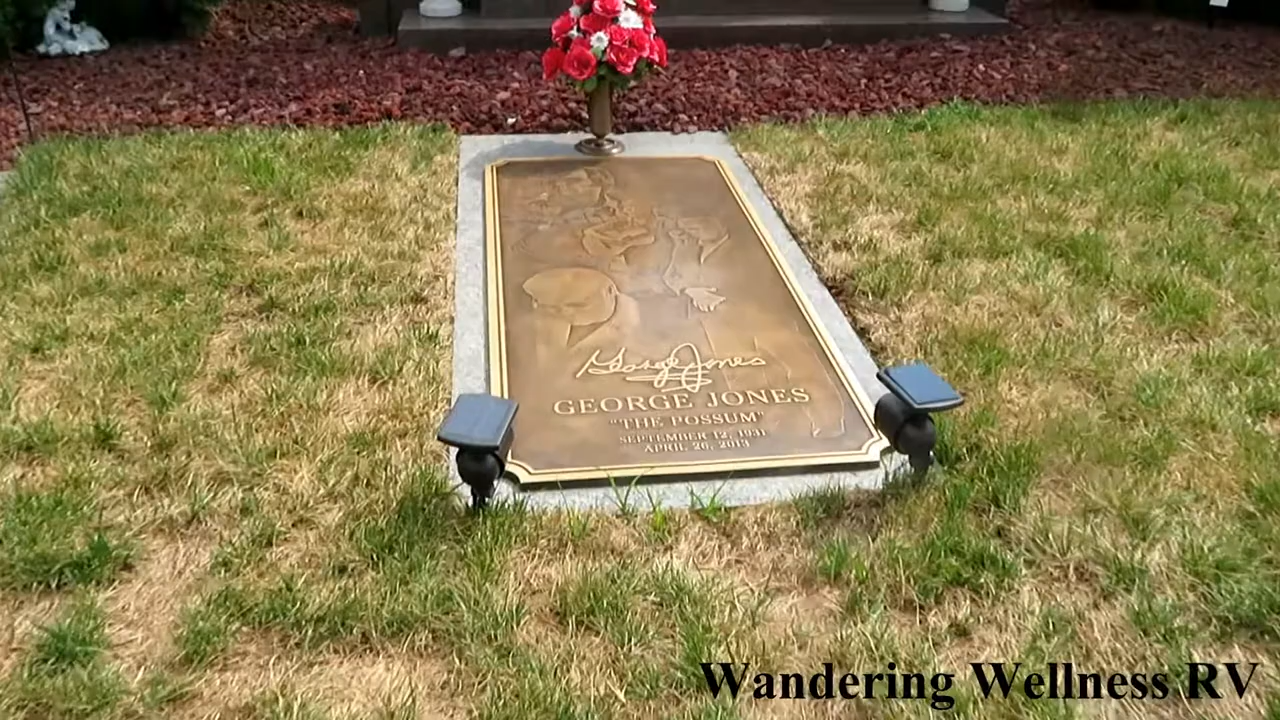 George Jones
GEORGE JONES
"THE POSSUM"
SEPTEMBER 12, 1931
APRIL 26, 2013
Wandering Wellness RV